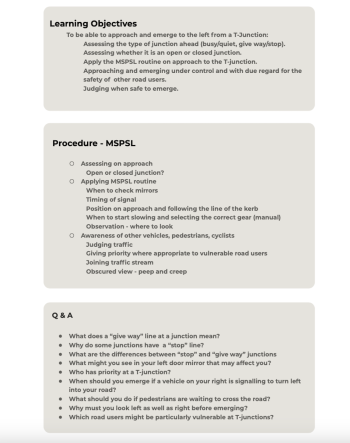 Learning Objectives
To be able to approach and emerge to the left from a T-Junction:
Assessing the type of junction ahead (busy/quiet, give way/stop).
Assessing whether it is an open or closed junction.
Apply the MSPSL routine on approach to the T-junction.
Approaching and emerging under control and with due regard for the
safety of other road users.
Judging when safe to emerge.
Procedure - MSPSL
Assessing on approach
Open or closed junction?
Applying MSPSL routine
When to check mirrors
Timing of signal
Position on approach and following the line of the kerb
When to start slowing and selecting the correct gear (manual)
Observation - where to look
Awareness of other vehicles, pedestrians, cyclists
Judging traffic
Giving priority where appropriate to vulnerable road users
Joining traffic stream
Obscured view - peep and creep
Q & A
What does a "give way" line at a junction mean?
Why do some junctions have a "stop" line?
What are the differences between "stop" and "give way" junctions
What might you see in your left door mirror that may affect you?
Who has priority at a T-junction?
When should you emerge if a vehicle on your right is signalling to turn left
into your road?
What should you do if pedestrians are waiting to cross the road?
Why must you look left as well as right before emerging?
Which road users might be particularly vulnerable at T-junctions?